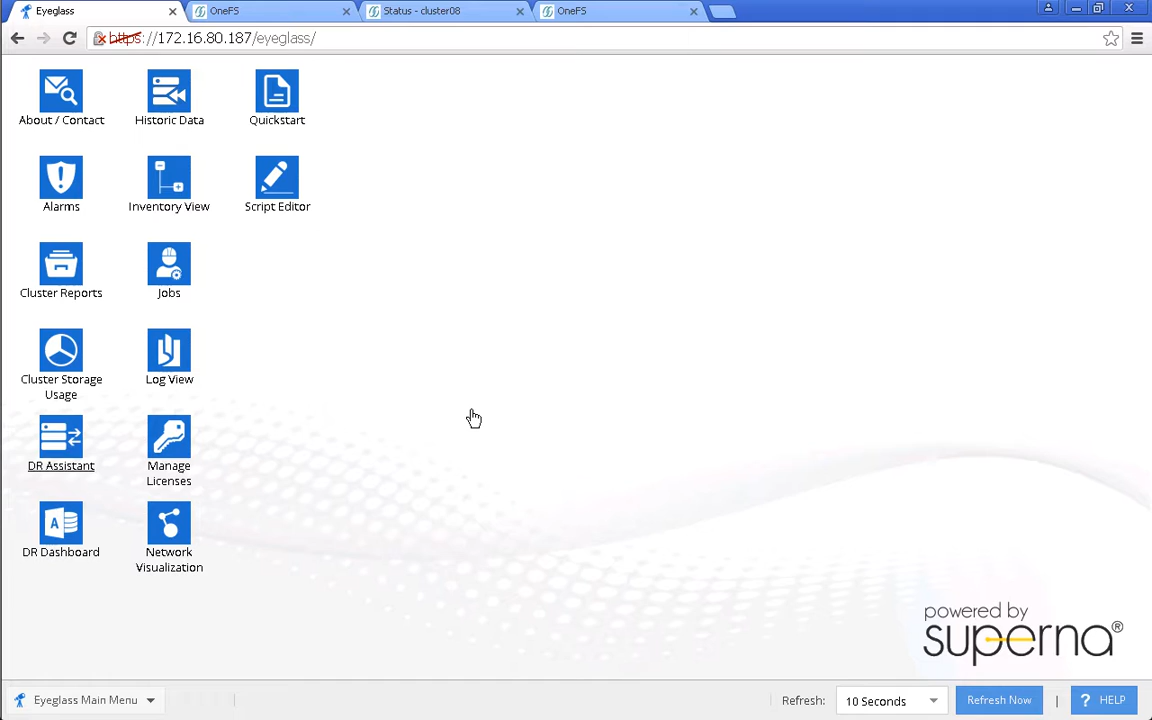 Eyeglass
OneFS
Status - cluster08
OneFS
https://172.16.80.187/eyeglass/
About / Contact
Historic Data
Quickstart
Alarms
Inventory View
Script Editor
Cluster Reports
Jobs
Cluster Storage
Usage
Log View
DR Assistant
Manage
Licenses
DR Dashboard
Network
Visualization
powered by
superna®
Eyeglass Main Menu
Refresh:
10 Seconds
Refresh Now
|
? HELP